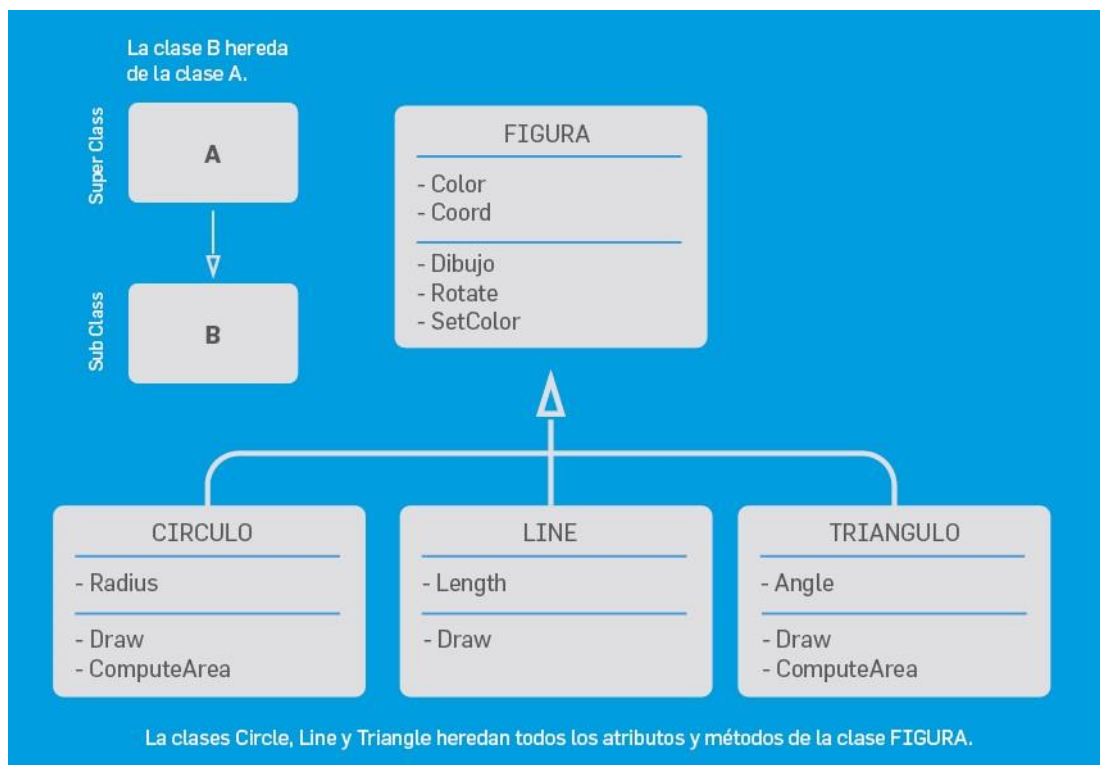 La clase B hereda
de la clase A.
Super Class
A
Sub Class
B
FIGURA
- Color
- Coord
- Dibujo
- Rotate
- SetColor
CIRCULO
- Radius
- Draw
- ComputeArea
LINE
- Length
- Draw
TRIANGULO
- Angle
- Draw
- ComputeArea
La clases Circle, Line y Triangle heredan todos los atributos y métodos de la clase FIGURA.